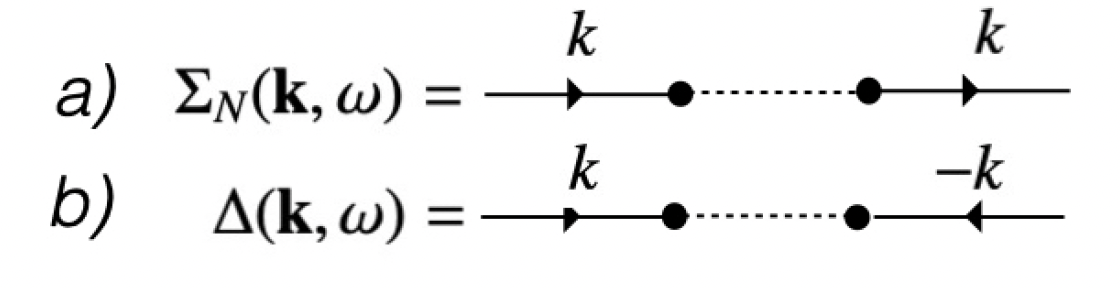 k k
a) Σ_N(𝐤, ω) =
k −k
b) Δ(𝐤, ω) =